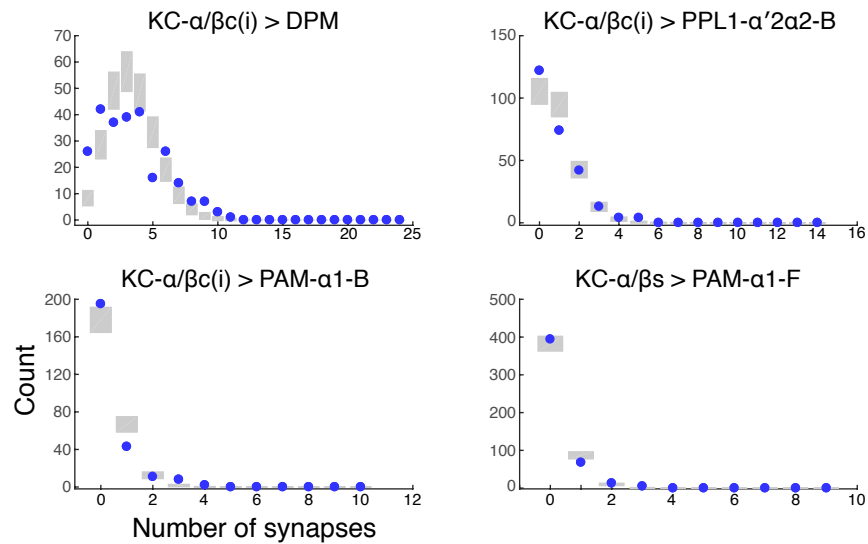 KC-α/βc(i) > DPM
70
60
50
40
30
20
10
0
0 5 10 15 20 25
KC-α/βc(i) > PPL1-α′2α2-B
150
100
50
0
0 2 4 6 8 10 12 14 16
KC-α/βc(i) > PAM-α1-B
200
160
120
80
40
0
0 2 4 6 8 10 12
KC-α/βs > PAM-α1-F
500
400
300
200
100
0
0 2 4 6 8 10
Count
Number of synapses